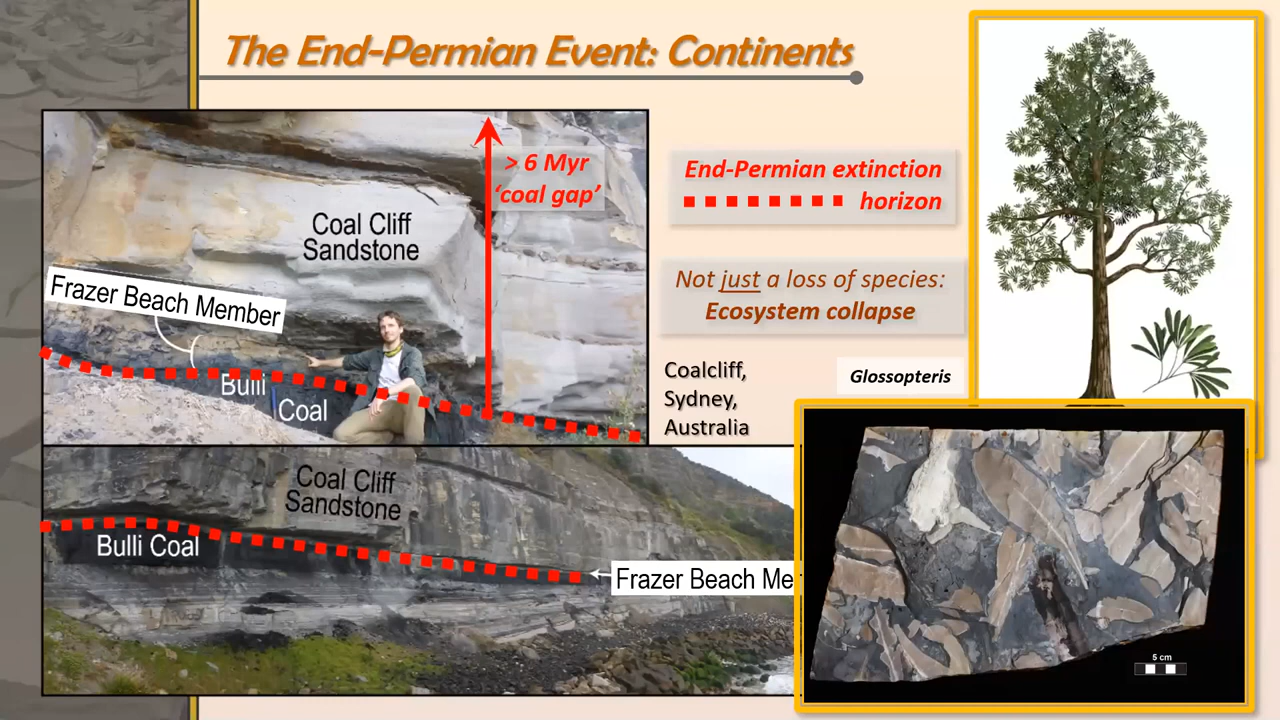 The End-Permian Event: Continents
> 6 Myr
‘coal gap’
Coal Cliff
Sandstone
Frazer Beach Member
Bulli
Coal
End-Permian extinction
horizon
Not just a loss of species:
Ecosystem collapse
Coalcliff,
Sydney,
Australia
Glossopteris
Coal Cliff
Sandstone
Bulli Coal
Frazer Beach Me
5 cm